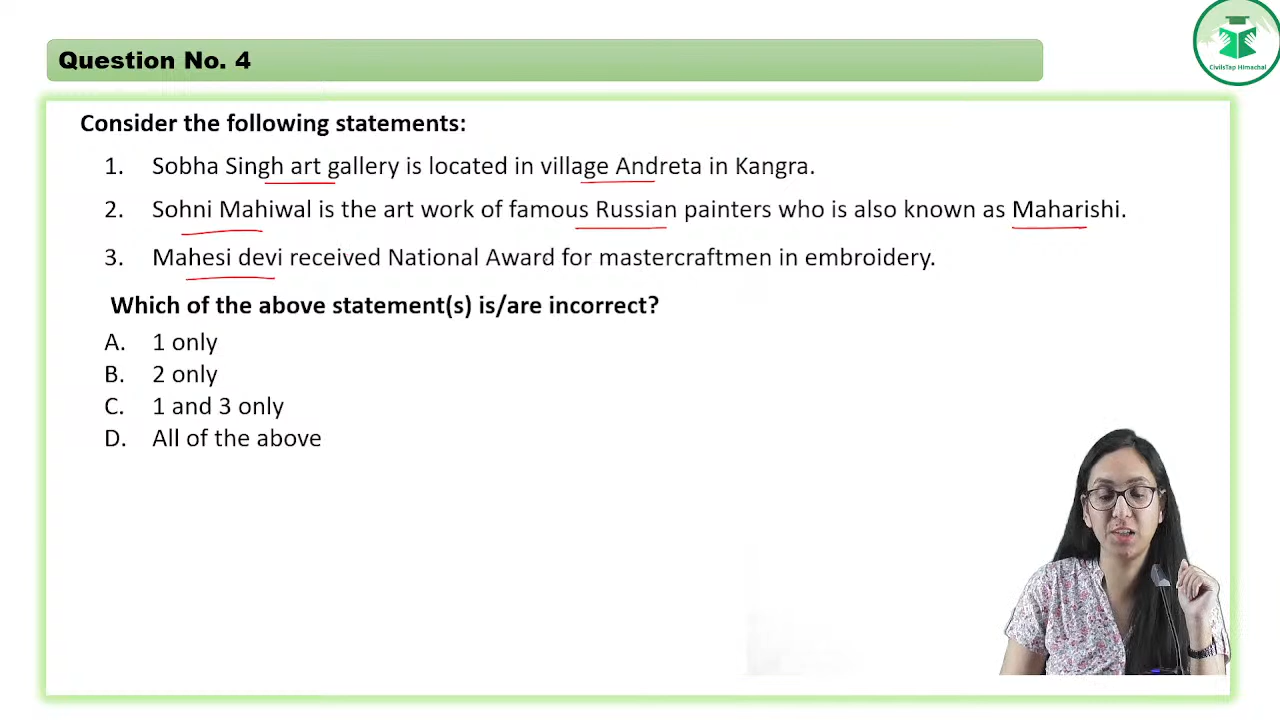 CivilsTap Himachal
Question No. 4
Consider the following statements:
1. Sobha Singh art gallery is located in village Andreta in Kangra.
2. Sohni Mahiwal is the art work of famous Russian painters who is also known as Maharishi.
3. Mahesi devi received National Award for mastercraftmen in embroidery.
Which of the above statement(s) is/are incorrect?
A. 1 only
B. 2 only
C. 1 and 3 only
D. All of the above